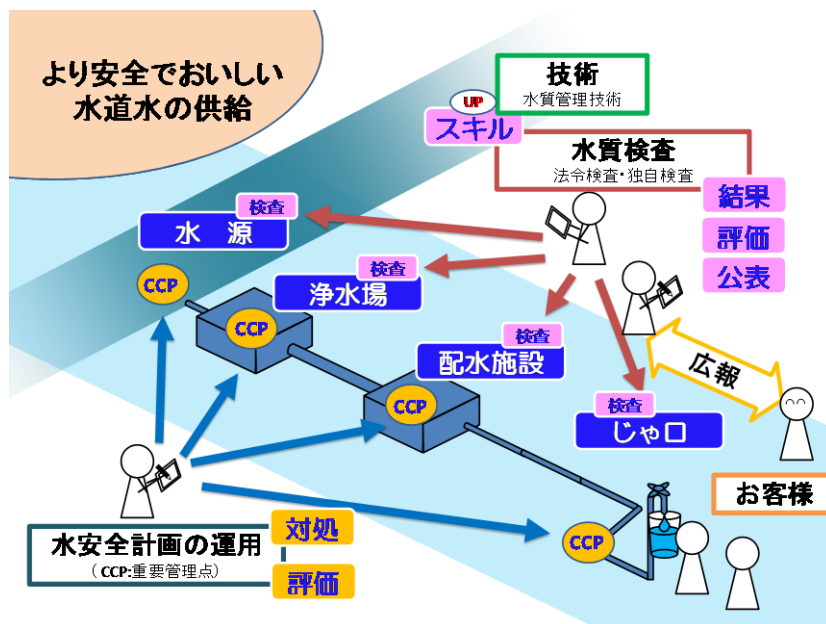 より安全でおいしい
水道水の供給
技術
水質管理技術
UP
スキル
水質検査
法令検査・独自検査
結果
評価
公表
検査
水 源
検査
浄水場
検査
配水施設
検査
じゃ口
CCP
CCP
CCP
CCP
広報
お客様
水安全計画の運用
(CCP:重要管理点)
対処
評価